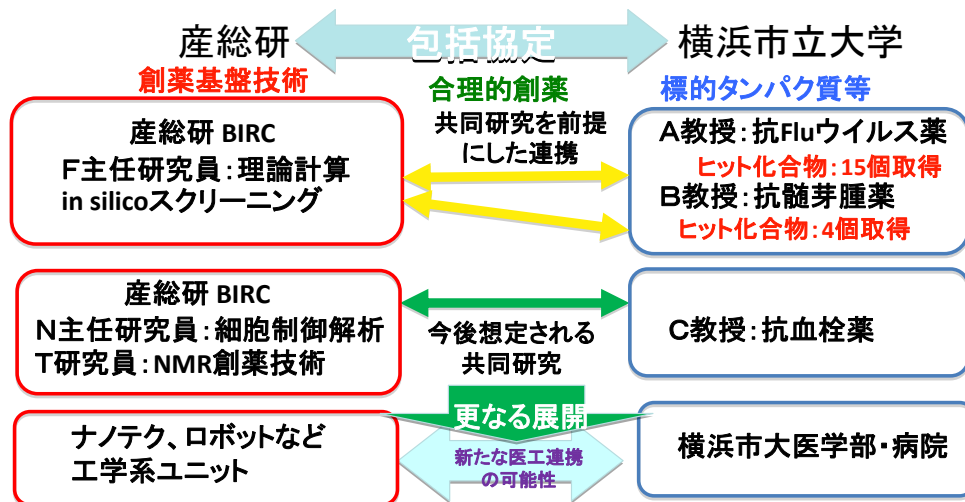 産総研
包括協定
横浜市立大学
創薬基盤技術
合理的創薬
標的タンパク質等
産総研 BIRC
F主任研究員:理論計算
in silicoスクリーニング
共同研究を前提
にした連携
A教授:抗Fluウイルス薬
ヒット化合物:15個取得
B教授:抗髄芽腫薬
ヒット化合物:4個取得
産総研 BIRC
N主任研究員:細胞制御解析
T研究員:NMR創薬技術
今後想定される
共同研究
C教授:抗血栓薬
更なる展開
ナノテク、ロボットなど
工学系ユニット
新たな医工連携
の可能性
横浜市大医学部・病院